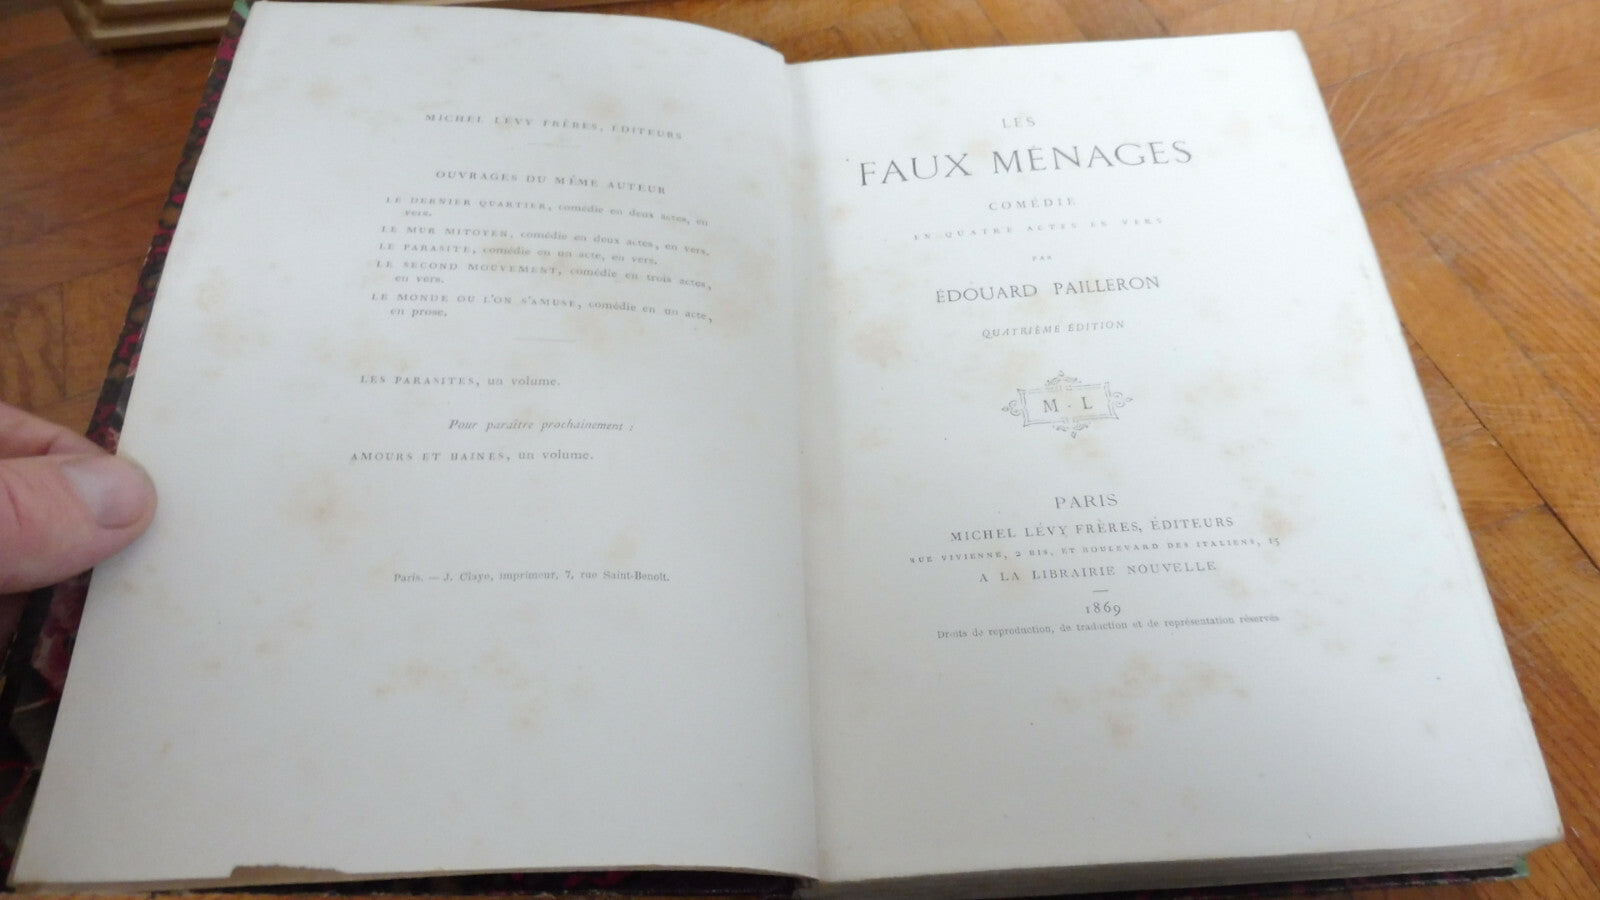 MICHEL LÉVY FRÈRES, ÉDITEURS
OUVRAGES DU MÊME AUTEUR
LE DERNIER QUARTIER, comédie en deux actes, en
vers.
LE MUR MITOYEN, comédie en deux actes, en vers.
LE PARASITE, comédie en un acte, en vers.
LE SECOND MOUVEMENT, comédie en trois actes,
en vers.
LE MONDE OU L'ON S'AMUSE, comédie en un acte,
en prose.
LES PARASITES, un volume.
Pour paraître prochainement :
AMOURS ET HAINES, un volume.
Paris. — J. Claye, imprimeur, 7, rue Saint-Benoît.
LES
FAUX MÉNAGES
COMÉDIE
EN QUATRE ACTES EN VERS
PAR
ÉDOUARD PAILLERON
QUATRIÈME ÉDITION
M . L
PARIS
MICHEL LÉVY FRÈRES, ÉDITEURS
RUE VIVIENNE, 2 BIS, ET BOULEVARD DES ITALIENS, 15
A LA LIBRAIRIE NOUVELLE
1869
Droits de reproduction, de traduction et de représentation réservés